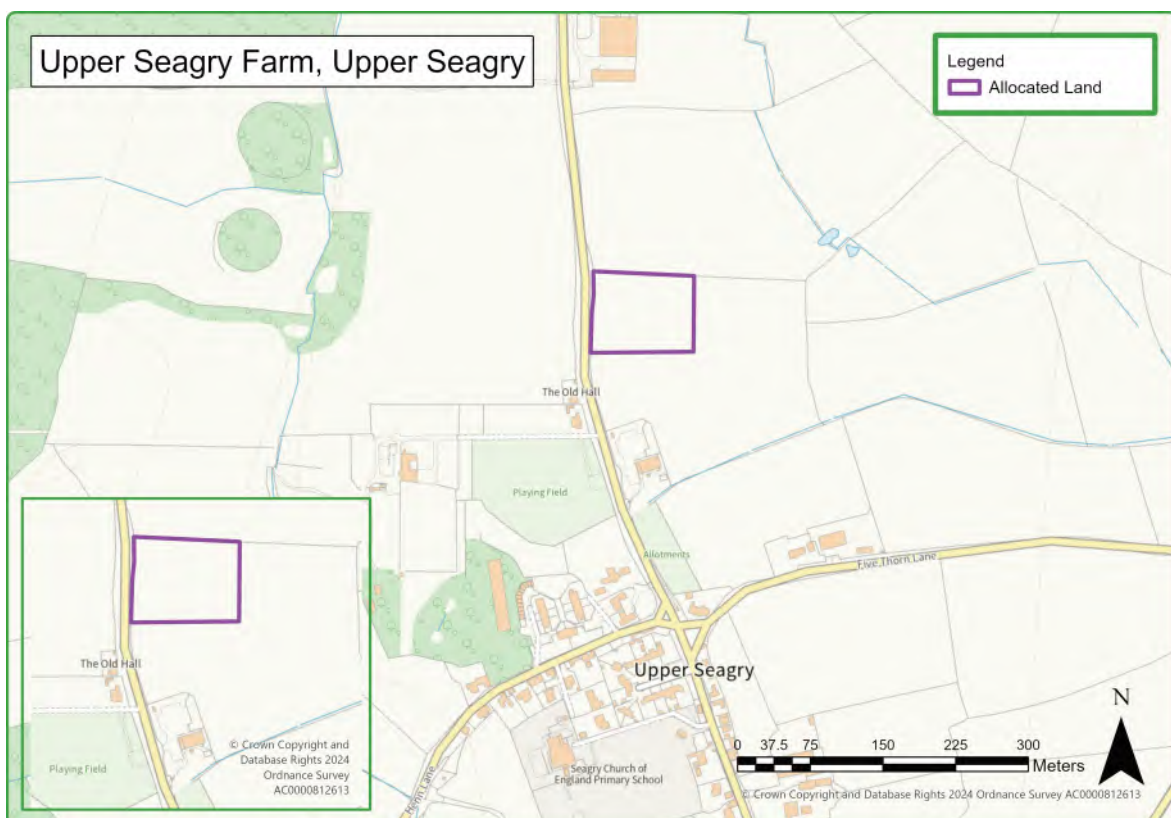 Upper Seagry Farm, Upper Seagry
Legend
Allocated Land
The Old Hall
Playing Field
Allotments
Five Thorn Lane
Upper Seagry
Seagry Church of
England Primary School
Henn Lane
The Old Hall
Playing Field
© Crown Copyright and
Database Rights 2024
Ordnance Survey
AC0000812613
N
0 37.5 75 150 225 300
Meters
© Crown Copyright and Database Rights 2024 Ordnance Survey AC0000812613